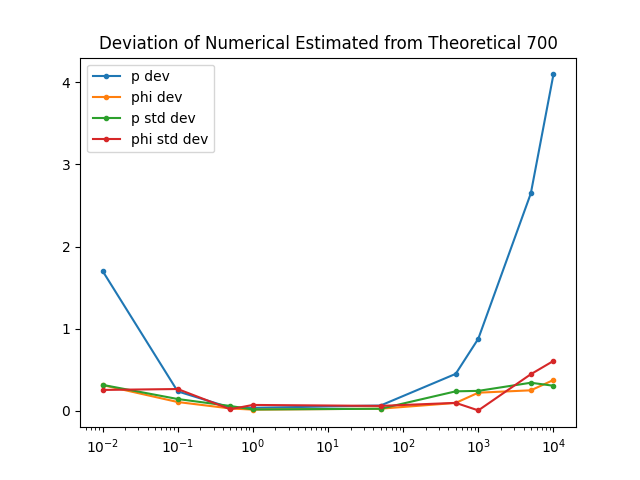 Deviation of Numerical Estimated from Theoretical 700
p dev
phi dev
p std dev
phi std dev
4
3
2
1
0
10⁻² 10⁻¹ 10⁰ 10¹ 10² 10³ 10⁴